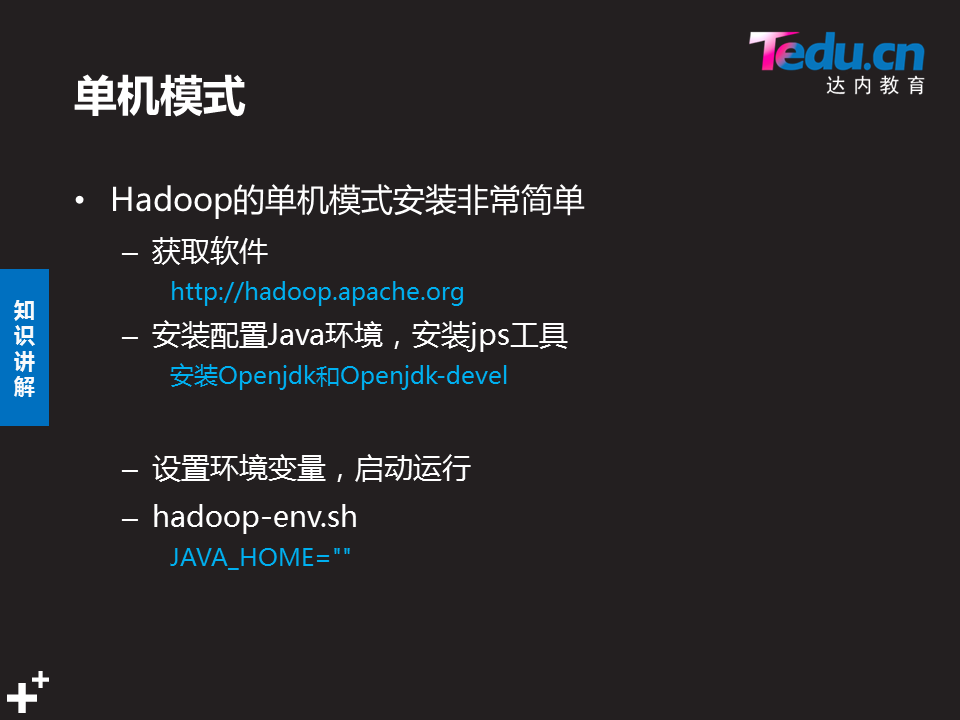 Tedu.cn
达内教育
单机模式
• Hadoop的单机模式安装非常简单
– 获取软件
http://hadoop.apache.org
– 安装配置Java环境，安装jps工具
安装Openjdk和Openjdk-devel
知识讲解
– 设置环境变量，启动运行
– hadoop-env.sh
JAVA_HOME=""